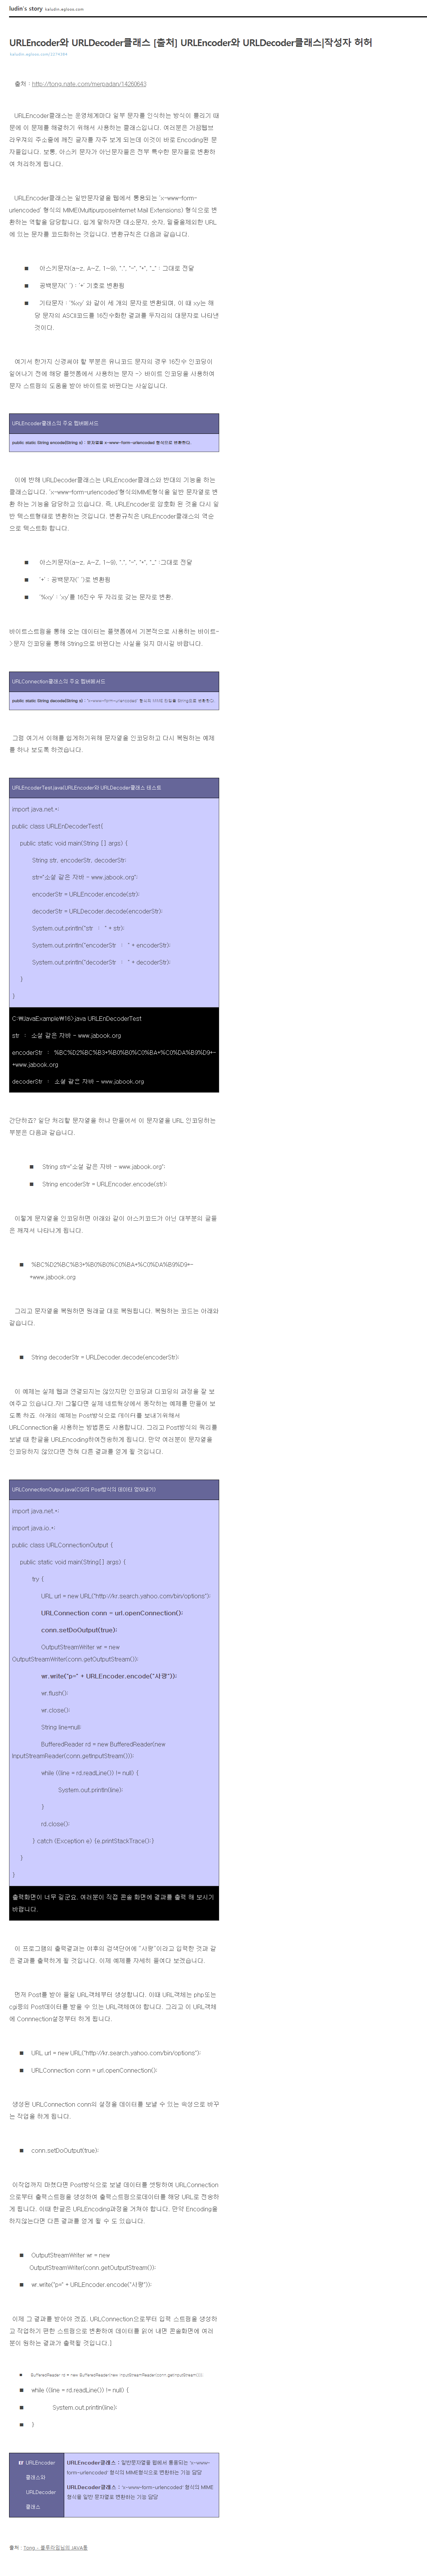 ludin's story kaludin.egloos.com
URLEncoder와 URLDecoder클래스 [출처] URLEncoder와 URLDecoder클래스|작성자 허허
출처 : http://tong.nate.com/merpadan/14260643
URLEncoder클래스는 운영체계마다 일부 문자를 인식하는 방식이 틀리기 때
문에 이 문제를 해결하기 위해서 사용하는 클래스입니다. 여러분은 가끔웹브
라우져의 주소줄에 깨진 글자를 자주 보게 되는데 이것이 바로 Encoding된 문
자들입니다. 보통, 아스키 문자가 아닌문자들은 전부 특수한 문자들로 변환하
여 처리하게 됩니다.
URLEncoder클래스는 일반문자열을 웹에서 통용되는 'x-www-form-
urlencoded' 형식의 MIME(MultipurposeInternet Mail Extensions) 형식으로 변
환하는 역할을 담당합니다. 쉽게 말하자면 대소문자, 숫자, 밑줄을제외한 URL
에 있는 문자를 코드화하는 것입니다. 변환규칙은 다음과 같습니다.
■ 아스키문자(a~z, A~Z, 1~9), ".", "-", "*", "_" : 그대로 전달
■ 공백문자(' ') : '+' 기호로 변환됨
■ 기타문자 : '%xy' 와 같이 세 개의 문자로 변환되며, 이 때 xy는 해
당 문자의 ASCII코드를 16진수화한 결과를 두자리의 대문자로 나타낸
것이다.
여기서 한가지 신경써야 할 부분은 유니코드 문자의 경우 16진수 인코딩이
일어나기 전에 해당 플랫폼에서 사용하는 문자 -> 바이트 인코딩을 사용하여
문자 스트림의 도움을 받아 바이트로 바뀐다는 사실입니다.
URLEncoder클래스의 주요 멤버메서드
public static String encode(String s) : 문자열을 x-www-form-urlencoded 형식으로 변환한다.
이에 반해 URLDecoder클래스는 URLEncoder클래스와 반대의 기능을 하는
클래스입니다. 'x-www-form-urlencoded'형식의MIME형식을 일반 문자열로 변
환 하는 기능을 담당하고 있습니다. 즉, URLEncoder로 암호화 된 것을 다시 일
반 텍스트형태로 변환하는 것입니다. 변환규칙은 URLEncoder클래스의 역순
으로 텍스트화 합니다.
■ 아스키문자(a~z, A~Z, 1~9), ".", "-", "*", "_" :그대로 전달
■ '+' : 공백문자(' ')로 변환됨
■ '%xy' : 'xy'를 16진수 두 자리로 갖는 문자로 변환.
바이트스트림을 통해 오는 데이터는 플랫폼에서 기본적으로 사용하는 바이트-
>문자 인코딩을 통해 String으로 바뀐다는 사실을 잊지 마시길 바랍니다.
URLConnection클래스의 주요 멤버메서드
public static String decode(String s) : 'x-www-form-urlencoded' 형식의 MIME 타입을 String으로 변환한다.
그럼 여기서 이해를 쉽게하기위해 문자열을 인코딩하고 다시 복원하는 예제
를 하나 보도록 하겠습니다.
URLEncoderTest.java(URLEncoder와 URLDecoder클래스 테스트
import java.net.*;
public class URLEnDecoderTest{
public static void main(String [] args) {
String str, encoderStr, decoderStr;
str="소설 같은 자바 - www.jabook.org";
encoderStr = URLEncoder.encode(str);
decoderStr = URLDecoder.decode(encoderStr);
System.out.println("str : " + str);
System.out.println("encoderStr : " + encoderStr);
System.out.println("decoderStr : " + decoderStr);
}
}
C:\JavaExample\16>java URLEnDecoderTest
str : 소설 같은 자바 - www.jabook.org
encoderStr : %BC%D2%BC%B3+%B0%B0%C0%BA+%C0%DA%B9%D9+-
+www.jabook.org
decoderStr : 소설 같은 자바 - www.jabook.org
간단하죠? 일단 처리할 문자열을 하나 만들어서 이 문자열을 URL 인코딩하는
부분은 다음과 같습니다.
■ String str="소설 같은 자바 - www.jabook.org";
■ String encoderStr = URLEncoder.encode(str);
이렇게 문자열을 인코딩하면 아래와 같이 아스키코드가 아닌 대부분의 글들
은 깨져서 나타나게 됩니다.
■ %BC%D2%BC%B3+%B0%B0%C0%BA+%C0%DA%B9%D9+-
+www.jabook.org
그리고 문자열을 복원하면 원래글 대로 복원됩니다. 복원하는 코드는 아래와
같습니다.
■ String decoderStr = URLDecoder.decode(encoderStr);
이 예제는 실제 웹과 연결되지는 않았지만 인코딩과 디코딩의 과정을 잘 보
여주고 있습니다.자! 그렇다면 실제 네트웍상에서 동작하는 예제를 만들어 보
도록 하죠. 아래의 예제는 Post방식으로 데이터를 보내기위해서
URLConnection을 사용하는 방법론도 사용합니다. 그리고 Post방식의 쿼리를
보낼 때 한글을 URLEncoding하여전송하게 됩니다. 만약 여러분이 문자열을
인코딩하지 않았다면 전혀 다른 결과를 얻게 될 것입니다.
URLConnectionOutput.java(CGI의 Post방식의 데이터 얻어내기)
import java.net.*;
import java.io.*;
public class URLConnectionOutput {
public static void main(String[] args) {
try {
URL url = new URL("http://kr.search.yahoo.com/bin/options");
URLConnection conn = url.openConnection();
conn.setDoOutput(true);
OutputStreamWriter wr = new
OutputStreamWriter(conn.getOutputStream());
wr.write("p=" + URLEncoder.encode("사랑"));
wr.flush();
wr.close();
String line=null;
BufferedReader rd = new BufferedReader(new
InputStreamReader(conn.getInputStream()));
while ((line = rd.readLine()) != null) {
System.out.println(line);
}
rd.close();
} catch (Exception e) {e.printStackTrace();}
}
}
출력화면이 너무 길군요. 여러분이 직접 콘솔 화면에 결과를 출력 해 보시기
바랍니다.
이 프로그램의 출력결과는 야후의 검색단어에 "사랑"이라고 입력한 것과 같
은 결과를 출력하게 될 것입니다. 이제 예제를 자세히 들여다 보겠습니다.
먼저 Post를 받아 들일 URL객체부터 생성합니다. 이때 URL객체는 php또는
cgi등의 Post데이터를 받을 수 있는 URL객체여야 합니다. 그리고 이 URL객체
에 Connnection설정부터 하게 됩니다.
■ URL url = new URL("http://kr.search.yahoo.com/bin/options");
■ URLConnection conn = url.openConnection();
생성된 URLConnection conn의 설정을 데이터를 보낼 수 있는 속성으로 바꾸
는 작업을 하게 됩니다.
■ conn.setDoOutput(true);
이작업까지 마쳤다면 Post방식으로 보낼 데이터를 셋팅하여 URLConnection
으로부터 출력스트림을 생성하여 출력스트림으로데이터를 해당 URL로 전송하
게 됩니다. 이때 한글은 URLEncoding과정을 거쳐야 합니다. 만약 Encoding을
하지않는다면 다른 결과를 얻게 될 수 도 있습니다.
■ OutputStreamWriter wr = new
OutputStreamWriter(conn.getOutputStream());
■ wr.write("p=" + URLEncoder.encode("사랑"));
이제 그 결과를 받아야 겠죠. URLConnection으로부터 입력 스트림을 생성하
고 작업하기 편한 스트림으로 변환하여 데이터를 읽어 내면 콘솔화면에 여러
분이 원하는 결과가 출력될 것입니다.]
■ BufferedReader rd = new BufferedReader(new InputStreamReader(conn.getInputStream()));
■ while ((line = rd.readLine()) != null) {
■ System.out.println(line);
■ }
☞ URLEncoder
클래스와
URLDecoder
클래스
URLEncoder클래스 : 일반문자열을 웹에서 통용되는 'x-www-
form-urlencoded' 형식의 MIME형식으로 변환하는 기능 담당
URLDecoder클래스 : 'x-www-form-urlencoded' 형식의 MIME
형식을 일반 문자열로 변환하는 기능 담당